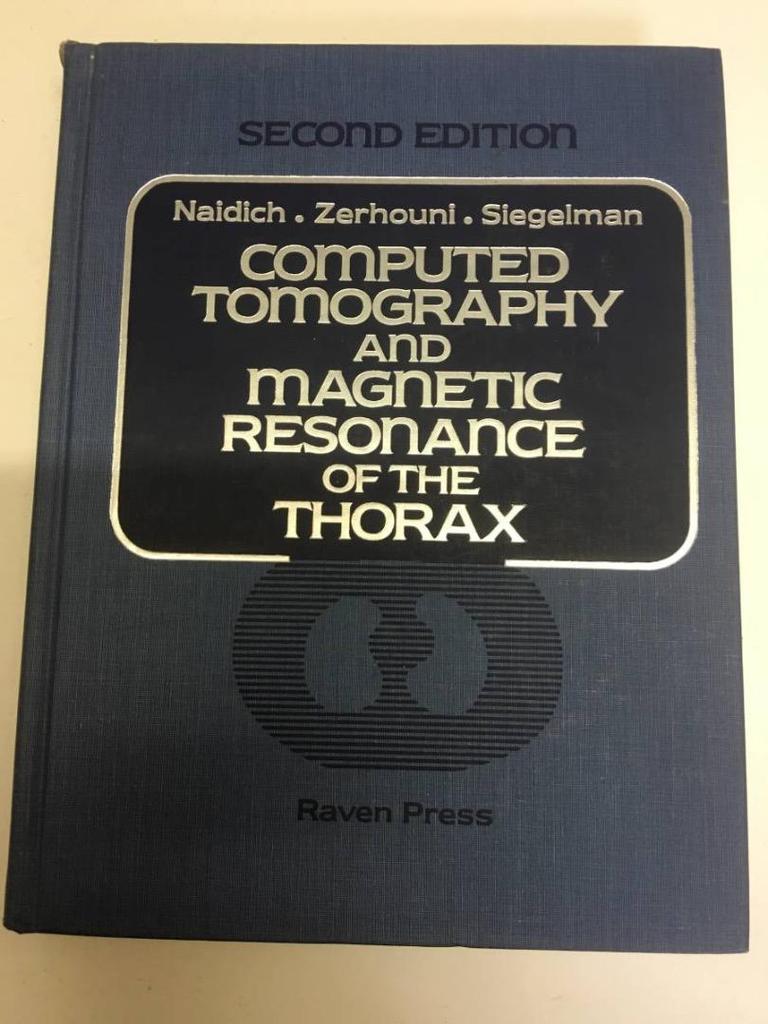 SECOND EDITION
Naidich . Zerhouni . Siegelman
COMPUTED
TOMOGRAPHY
AND
MAGNETIC
RESONANCE
OF THE
THORAX
Raven Press